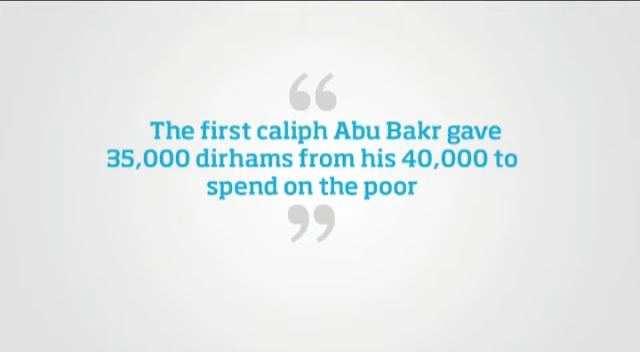 “
The first caliph Abu Bakr gave
35,000 dirhams from his 40,000 to
spend on the poor
”